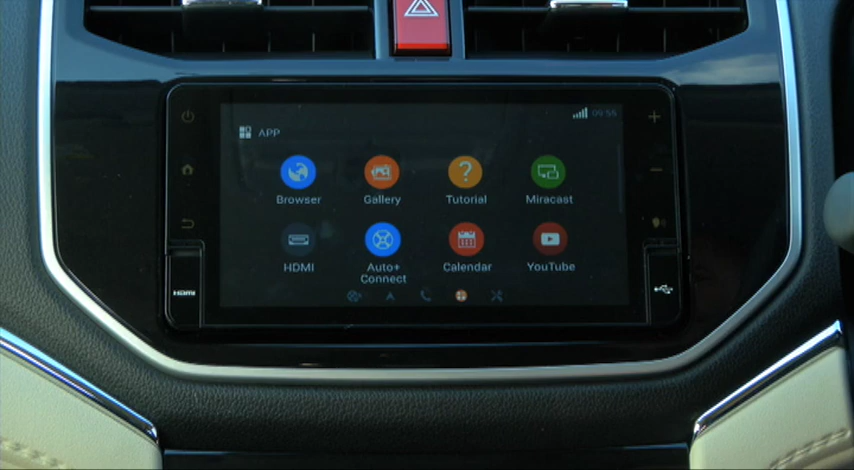 09:55
APP
Browser
Gallery
Tutorial
Miracast
HDMI
Auto+
Connect
Calendar
YouTube
HDMI